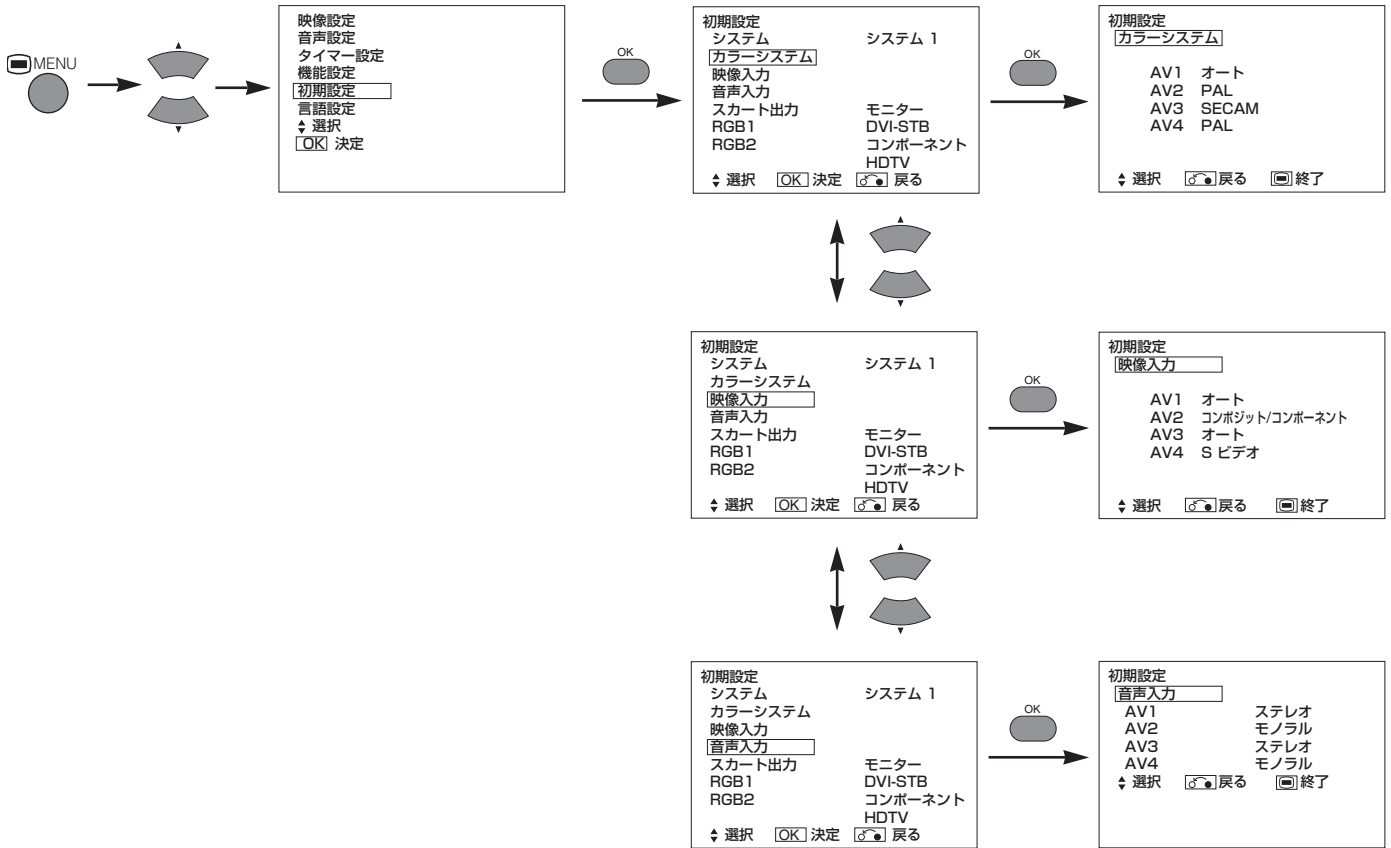 MENU
映像設定
音声設定
タイマー設定
機能設定
初期設定
言語設定
選択
OK 決定
OK
初期設定
システム システム 1
カラーシステム
映像入力
音声入力
スカート出力 モニター
RGB1 DVI-STB
RGB2 コンポーネント
HDTV
選択 OK 決定 戻る
OK
初期設定
カラーシステム
AV1 オート
AV2 PAL
AV3 SECAM
AV4 PAL
選択 戻る 終了
初期設定
システム システム 1
カラーシステム
映像入力
音声入力
スカート出力 モニター
RGB1 DVI-STB
RGB2 コンポーネント
HDTV
選択 OK 決定 戻る
OK
初期設定
映像入力
AV1 オート
AV2 コンポジット/コンポーネント
AV3 オート
AV4 S ビデオ
選択 戻る 終了
初期設定
システム システム 1
カラーシステム
映像入力
音声入力
スカート出力 モニター
RGB1 DVI-STB
RGB2 コンポーネント
HDTV
選択 OK 決定 戻る
OK
初期設定
音声入力
AV1 ステレオ
AV2 モノラル
AV3 ステレオ
AV4 モノラル
選択 戻る 終了